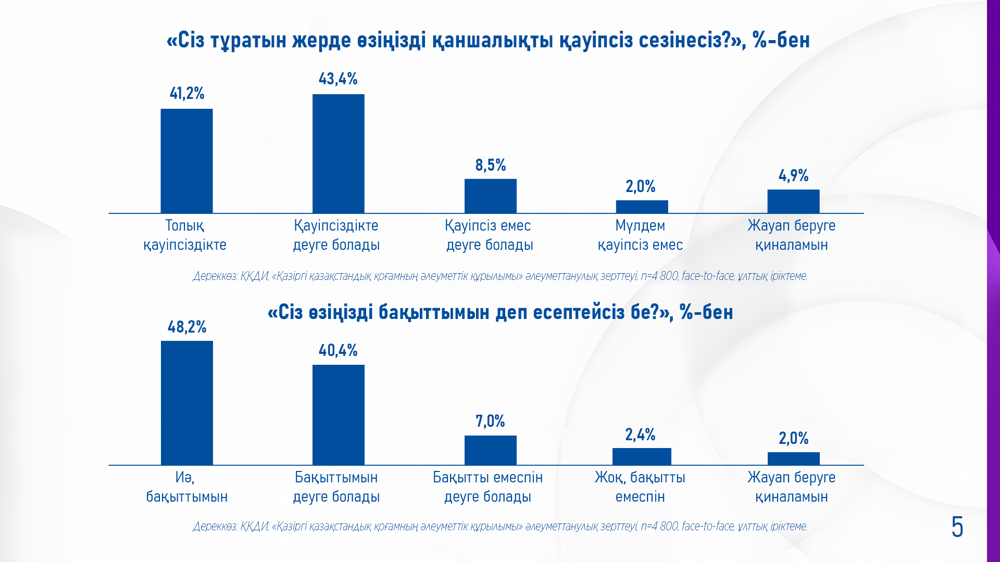 «Сіз тұратын жерде өзіңізді қаншалықты қауіпсіз сезінесіз?», %-бен
41,2%
43,4%
8,5%
2,0%
4,9%
Толық
қауіпсіздікте
Қауіпсіздікте
деуге болады
Қауіпсіз емес
деуге болады
Мүлдем
қауіпсіз емес
Жауап беруге
қиналамын
Дереккөз: ҚҚДИ, «Қазіргі қазақстандық қоғамның әлеуметтік құрылымы» әлеуметтанулық зерттеуі, n=4 800, face-to-face, ұлттық іріктеме.
«Сіз өзіңізді бақыттымын деп есептейсіз бе?», %-бен
48,2%
40,4%
7,0%
2,4%
2,0%
Иә,
бақыттымын
Бақыттымын
деуге болады
Бақытты емеспін
деуге болады
Жоқ, бақытты
емеспін
Жауап беруге
қиналамын
Дереккөз: ҚҚДИ, «Қазіргі қазақстандық қоғамның әлеуметтік құрылымы» әлеуметтанулық зерттеуі, n=4 800, face-to-face, ұлттық іріктеме.
5